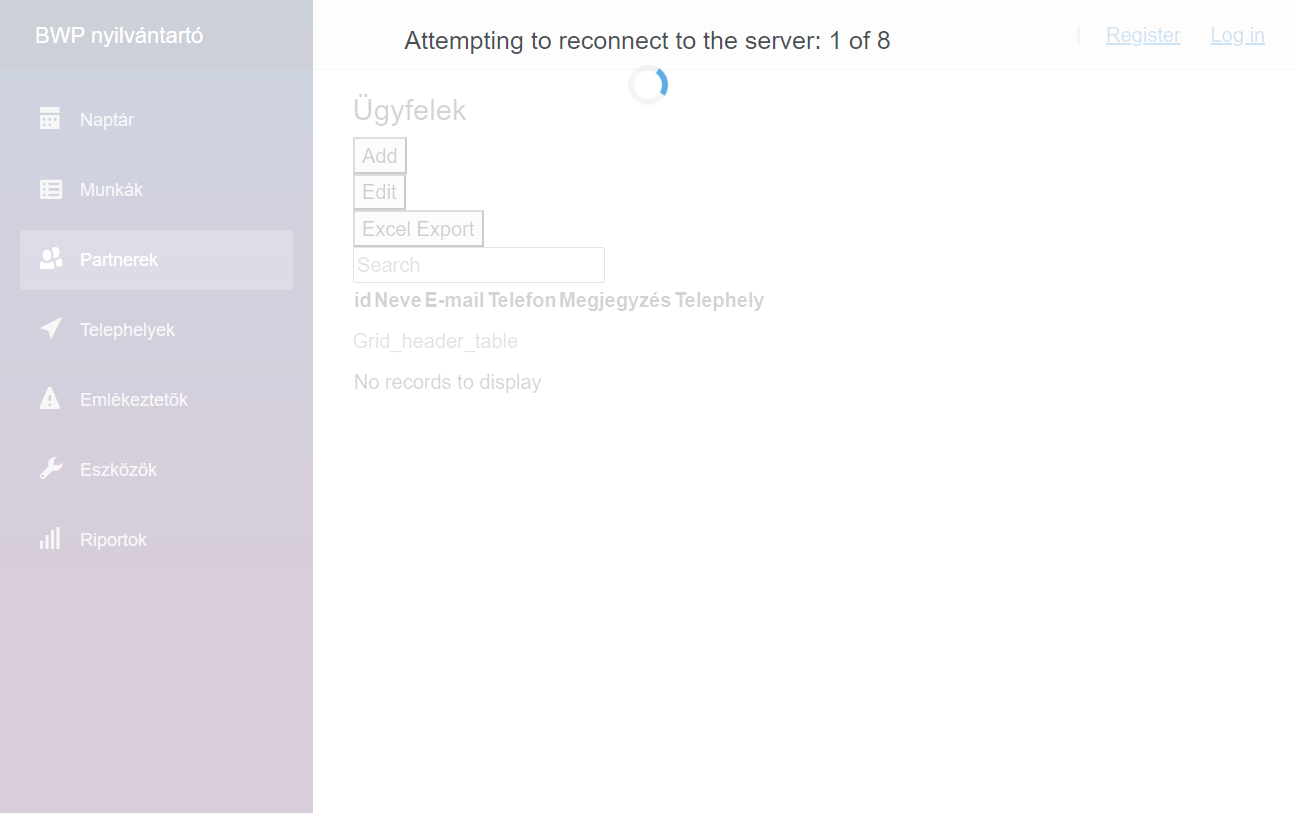 BWP nyilvántartó
Attempting to reconnect to the server: 1 of 8
| Register Log in
Naptár
Munkák
Partnerek
Telephelyek
Emlékeztetők
Eszközök
Riportok
Ügyfelek
Add
Edit
Excel Export
Search
id Neve E-mail Telefon Megjegyzés Telephely
Grid_header_table
No records to display